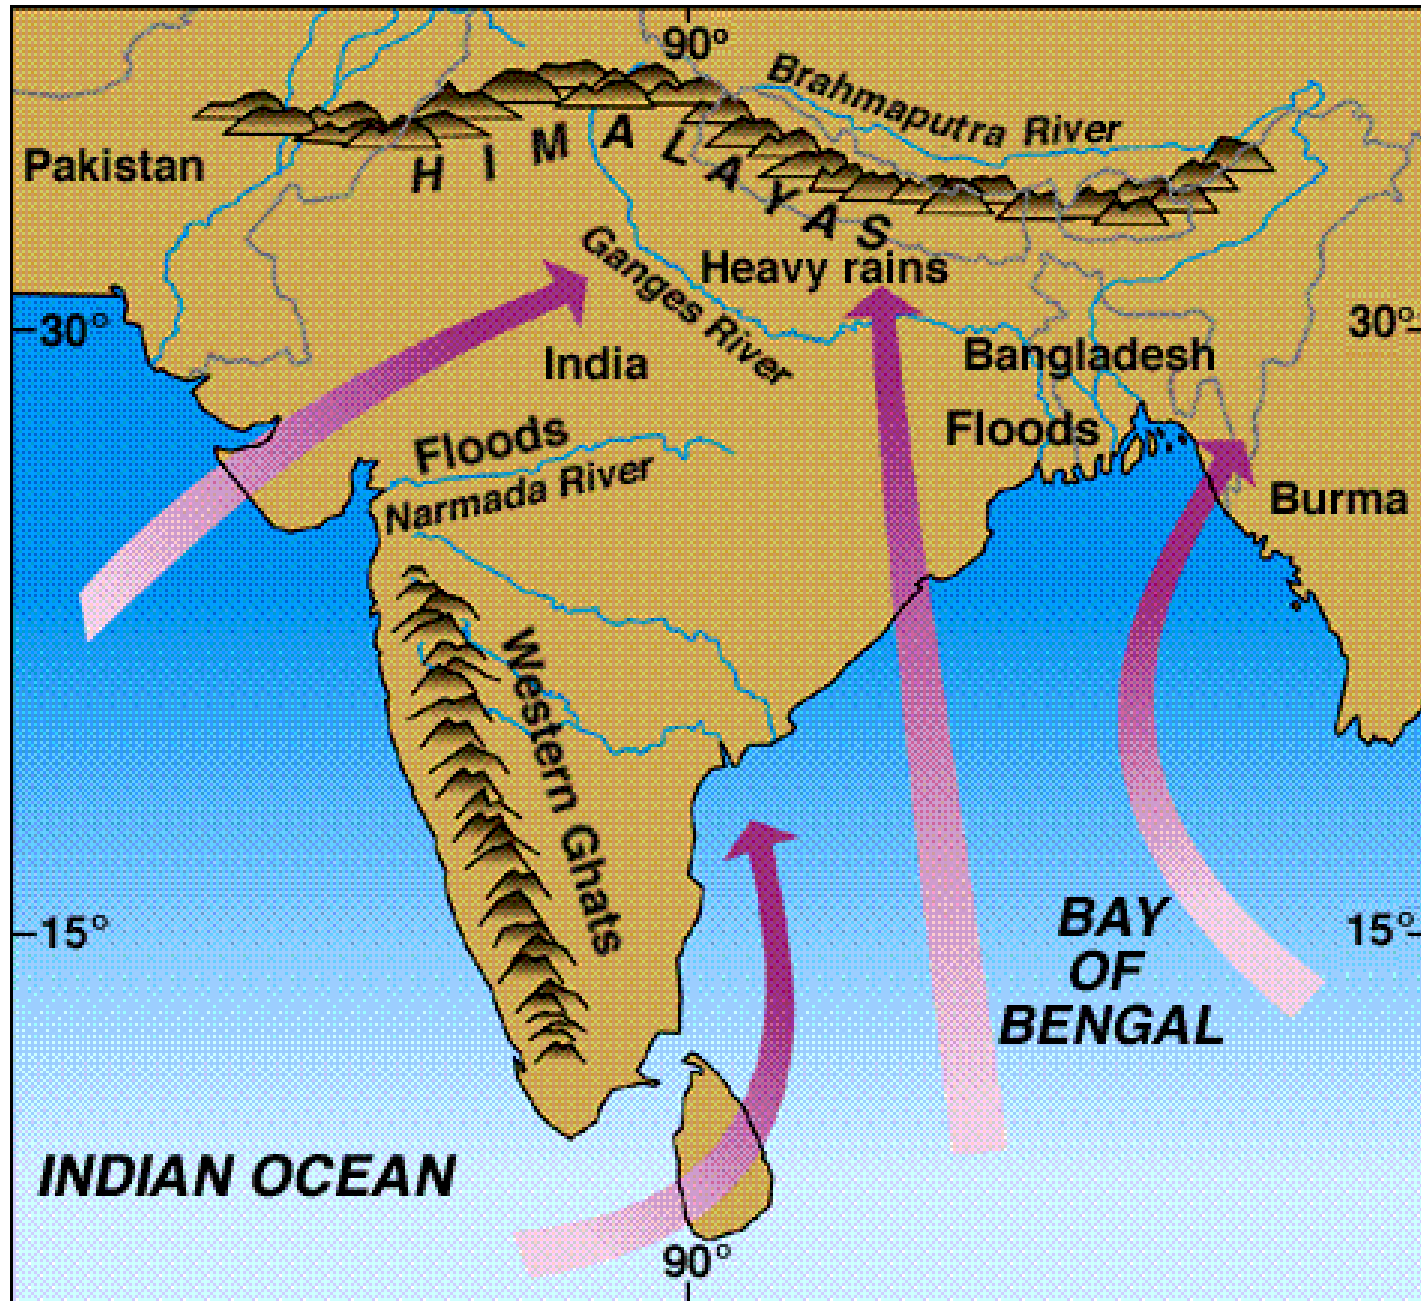 90°
Brahmaputra River
Pakistan
HIMALAYAS
Ganges River
Heavy rains
30°
30°
India
Bangladesh
Floods
Floods
Narmada River
Burma
Western Ghats
BAY
OF
BENGAL
15°
15°
INDIAN OCEAN
90°